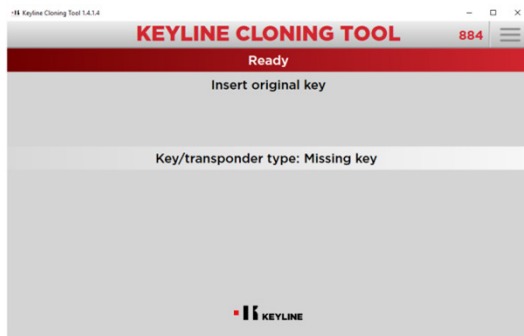 Keyline Cloning Tool 1.4.1.4
KEYLINE CLONING TOOL
884
Ready
Insert original key
Key/transponder type: Missing key
KEYLINE